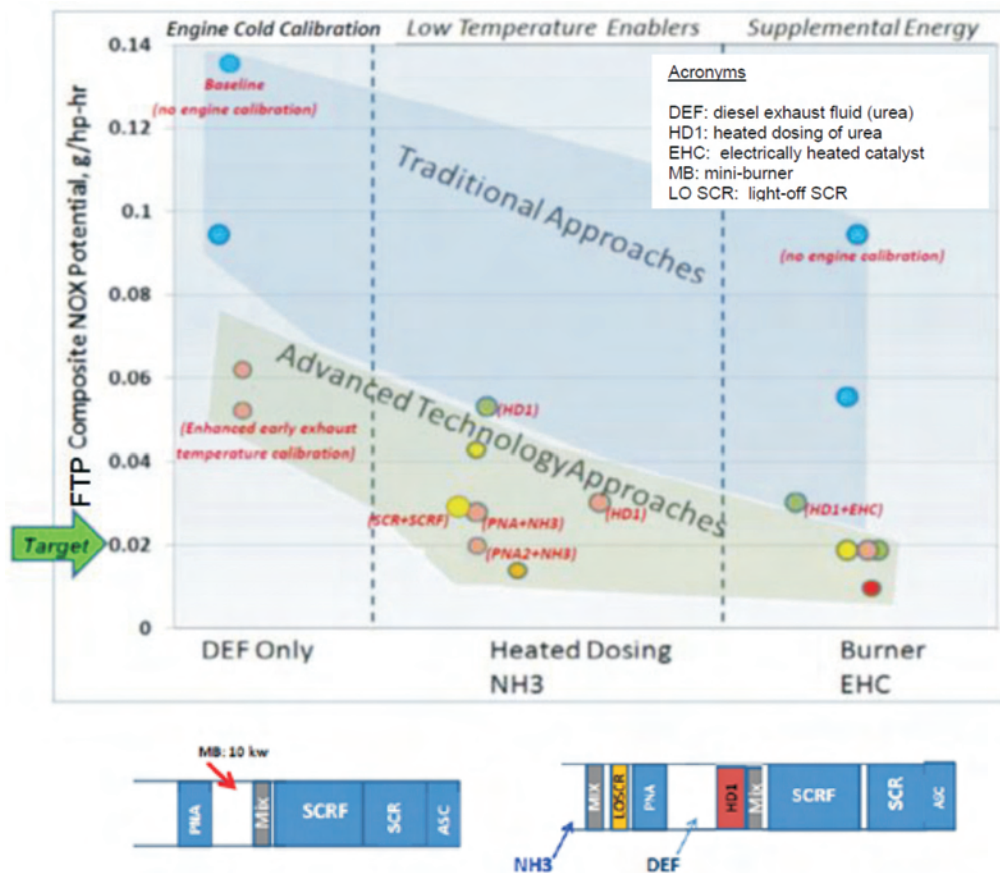 Engine Cold Calibration
Low Temperature Enablers
Supplemental Energy
FTP Composite NOX Potential, g/hp-hr
0.14
0.12
0.1
0.08
0.06
0.04
0.02
0
Target
Baseline
(no engine calibration)
Traditional Approaches
Acronyms
DEF: diesel exhaust fluid (urea)
HD1: heated dosing of urea
EHC: electrically heated catalyst
MB: mini-burner
LO SCR: light-off SCR
(no engine calibration)
Advanced TechnologyApproaches
(Enhanced early exhaust
temperature calibration)
(HD1)
(SCR+SCRF)
(PNA+NH3)
(HD1)
(PNA2+NH3)
(HD1+EHC)
DEF Only
Heated Dosing
NH3
Burner
EHC
MB: 10 kw
PNA
Mix
SCRF
SCR
ASC
MIX
LOSCR
PNA
HD1
Mix
SCRF
SCR
ASC
NH3
DEF